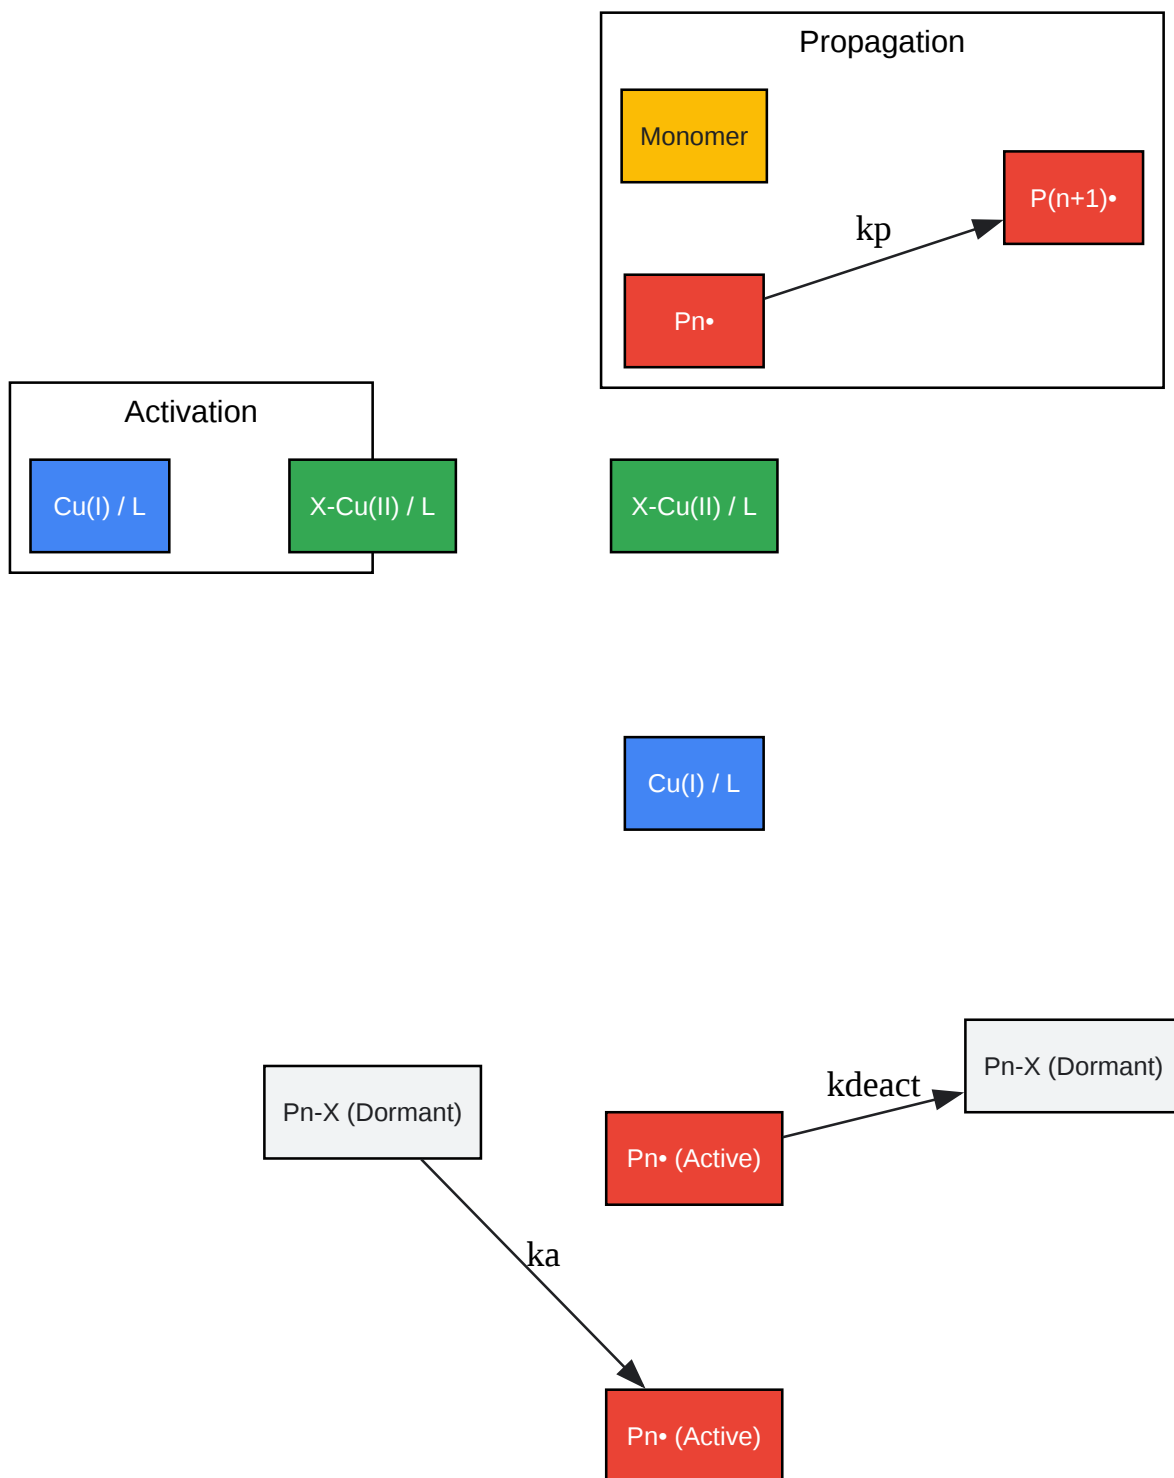 Propagation
Monomer
P(n+1)•
kp
Pn•
Activation
Cu(I) / L
X-Cu(II) / L
X-Cu(II) / L
Cu(I) / L
Pn-X (Dormant)
kdeact
Pn-X (Dormant)
Pn• (Active)
ka
Pn• (Active)